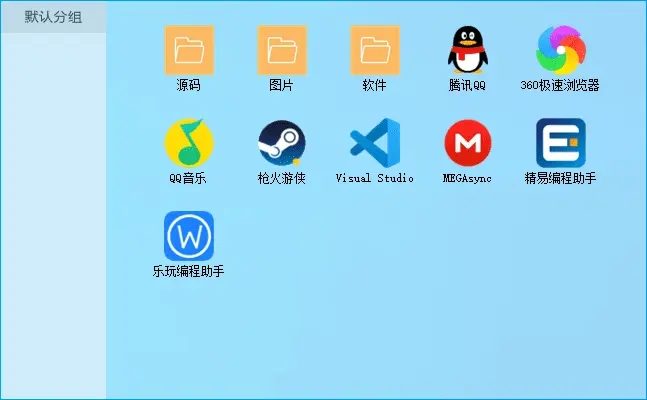 默认分组
源码
图片
软件
腾讯QQ
360极速浏览器
QQ音乐
枪火游侠
Visual Studio
MEGAsync
精易编程助手
乐玩编程助手